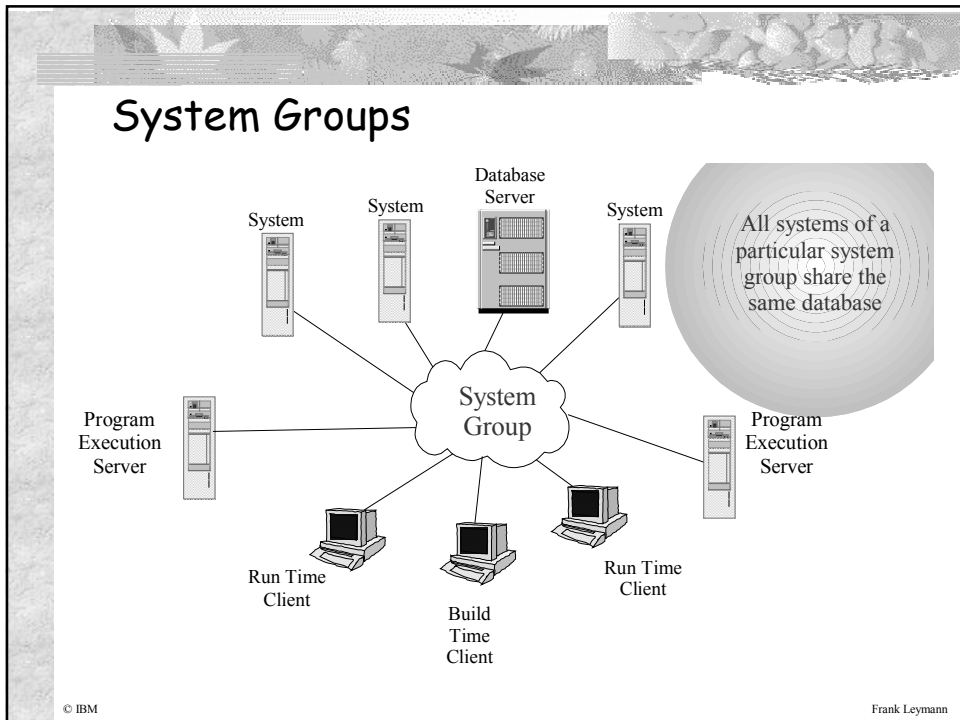 System Groups
Database
Server
System
System
System
All systems of a
particular system
group share the
same database
System
Group
Program
Execution
Server
Program
Execution
Server
Run Time
Client
Build
Time
Client
Run Time
Client
© IBM
Frank Leymann